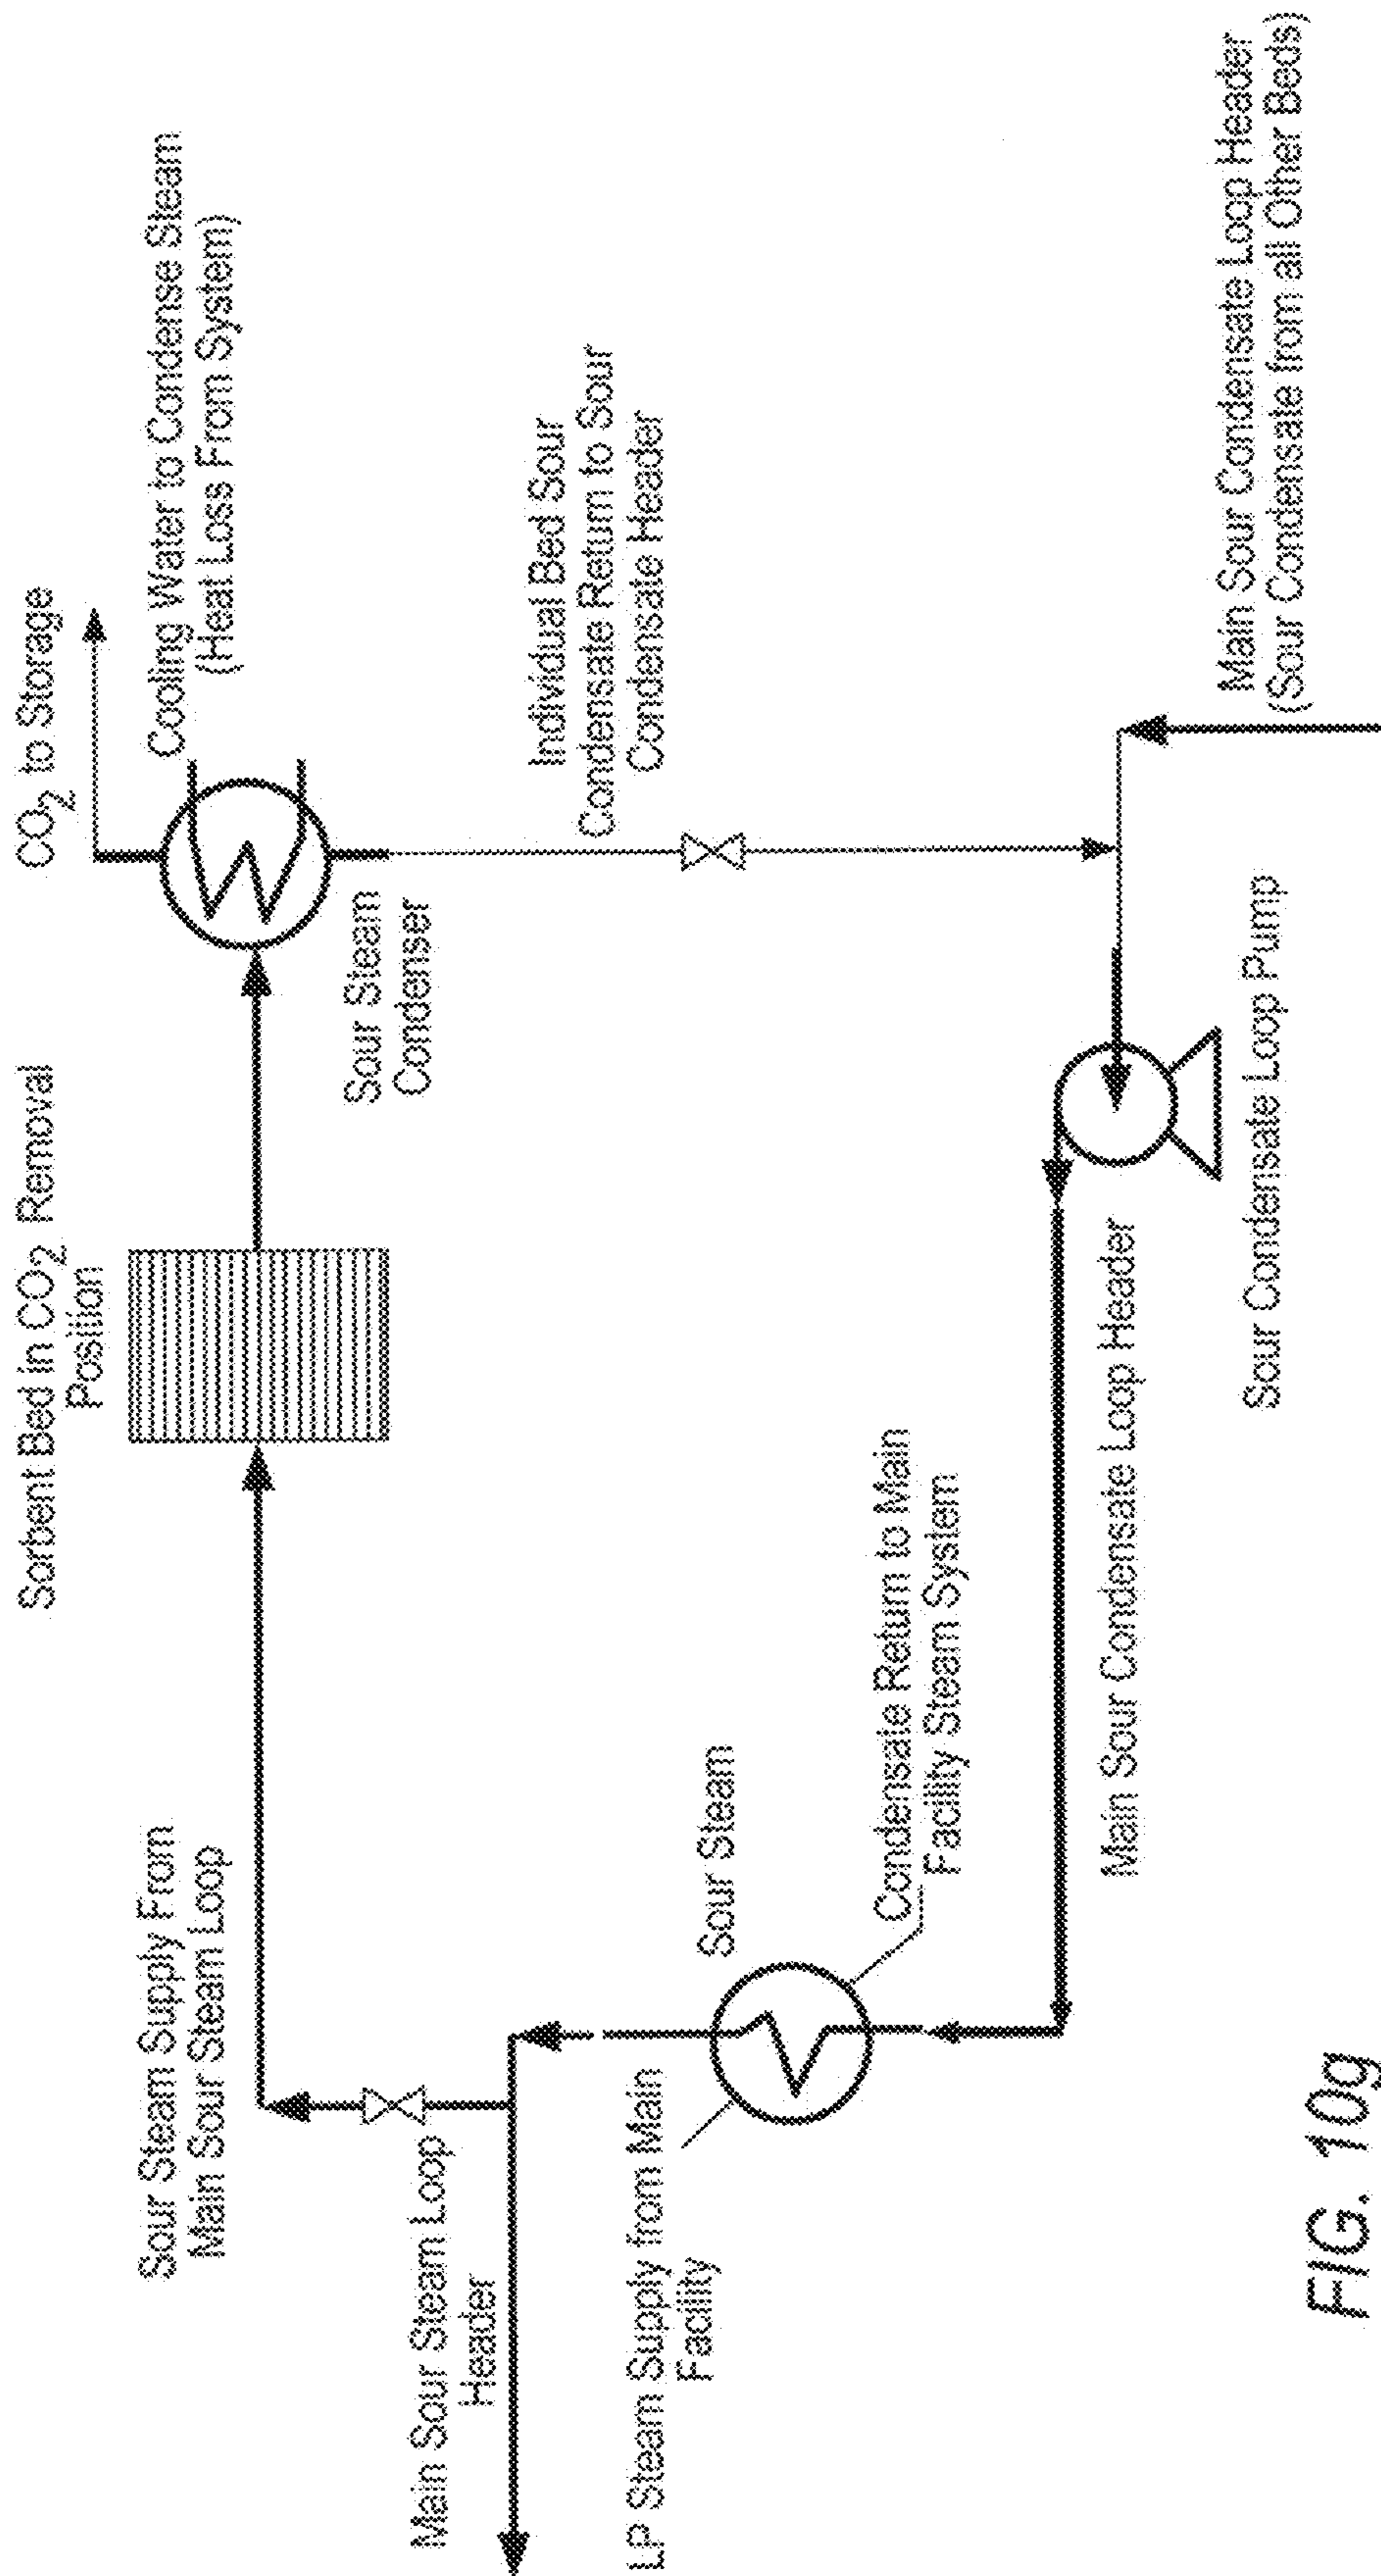 Sorbent Bed in CO2 Removal
Position
CO2 to Storage
Cooling Water to Condense Steam
(Heat Loss From System)
Sour Steam Supply From
Main Sour Steam Loop
Sour Steam
Condenser
Main Sour Steam Loop
Header
Individual Bed Sour
Condensate Return to Sour
Condensate Header
LP Steam Supply from Main
Facility
Sour Steam
Condensate Return to Main
Facility Steam System
Main Sour Condensate Loop Header
Sour Condensate Loop Pump
Main Sour Condensate Loop Header
(Sour Condensate from all Other Beds)
FIG. 10g